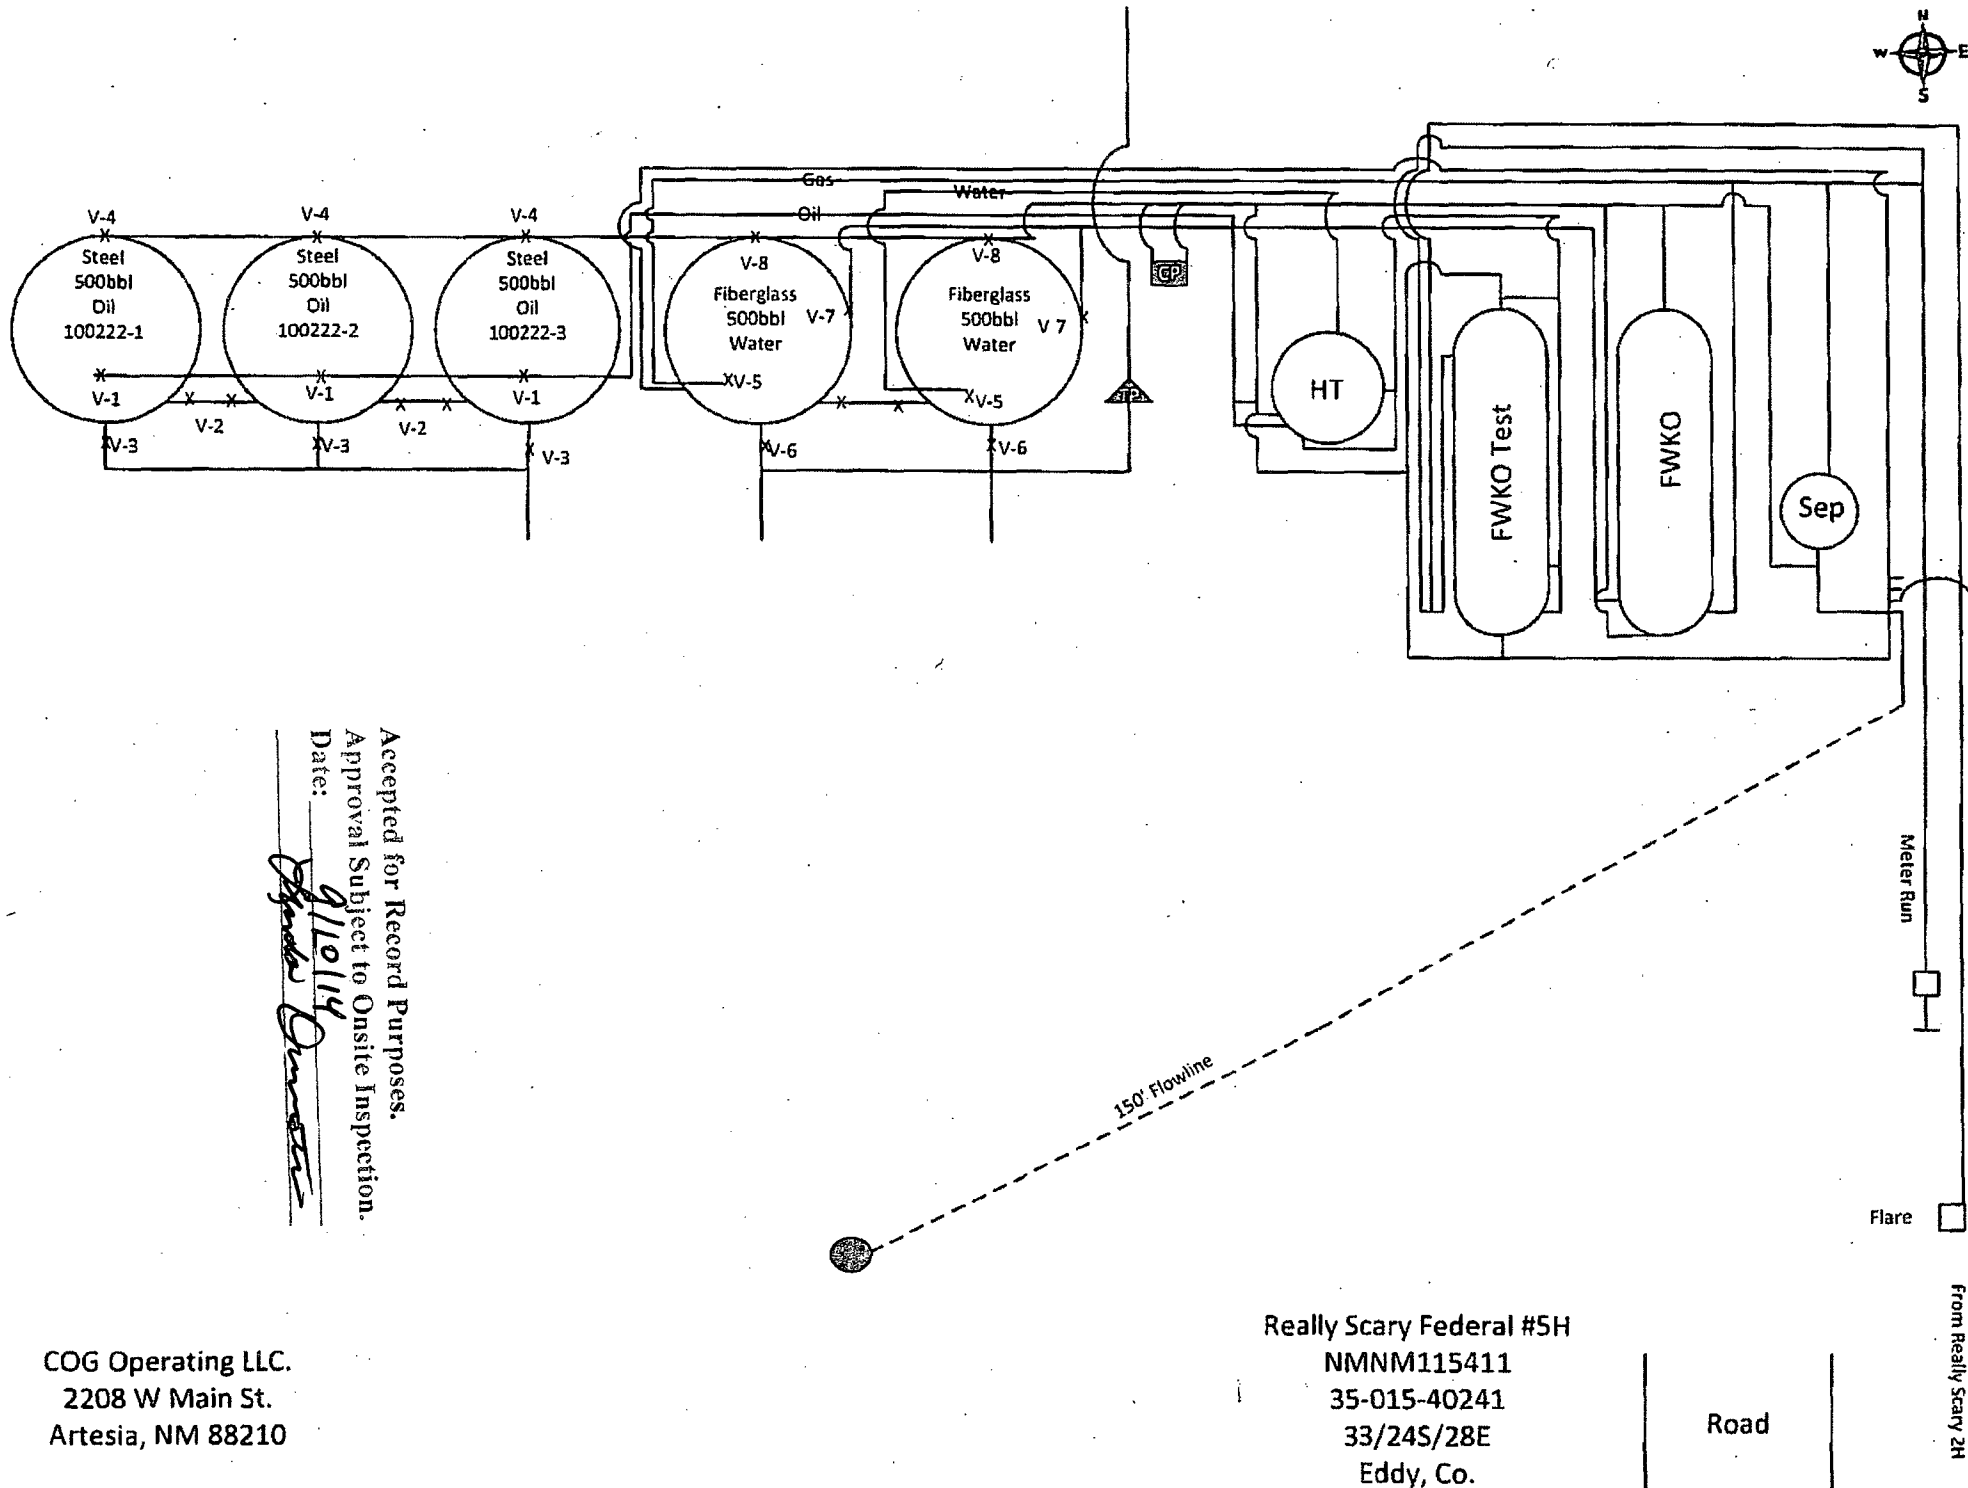 N
W E
S
Gas
Water
Oil
V-4
V-4
V-4
Steel
500bbl
Oil
100222-1
Steel
500bbl
Oil
100222-2
Steel
500bbl
Oil
100222-3
V-8
Fiberglass
500bbl
Water
V-7
V-8
Fiberglass
500bbl
Water
V 7
V-1
V-1
V-1
V-2
V-2
V-3
V-3
V-3
V-5
V-5
V-6
V-6
HT
FWKO Test
FWKO
Sep
Accepted for Record Purposes.
Approval Subject to Onsite Inspection.
Date: 9/10/14
Meter Run
150' Flowline
Flare
From Really Scary 2H
COG Operating LLC.
2208 W Main St.
Artesia, NM 88210
Really Scary Federal #5H
NMNM115411
35-015-40241
33/24S/28E
Eddy, Co.
Road